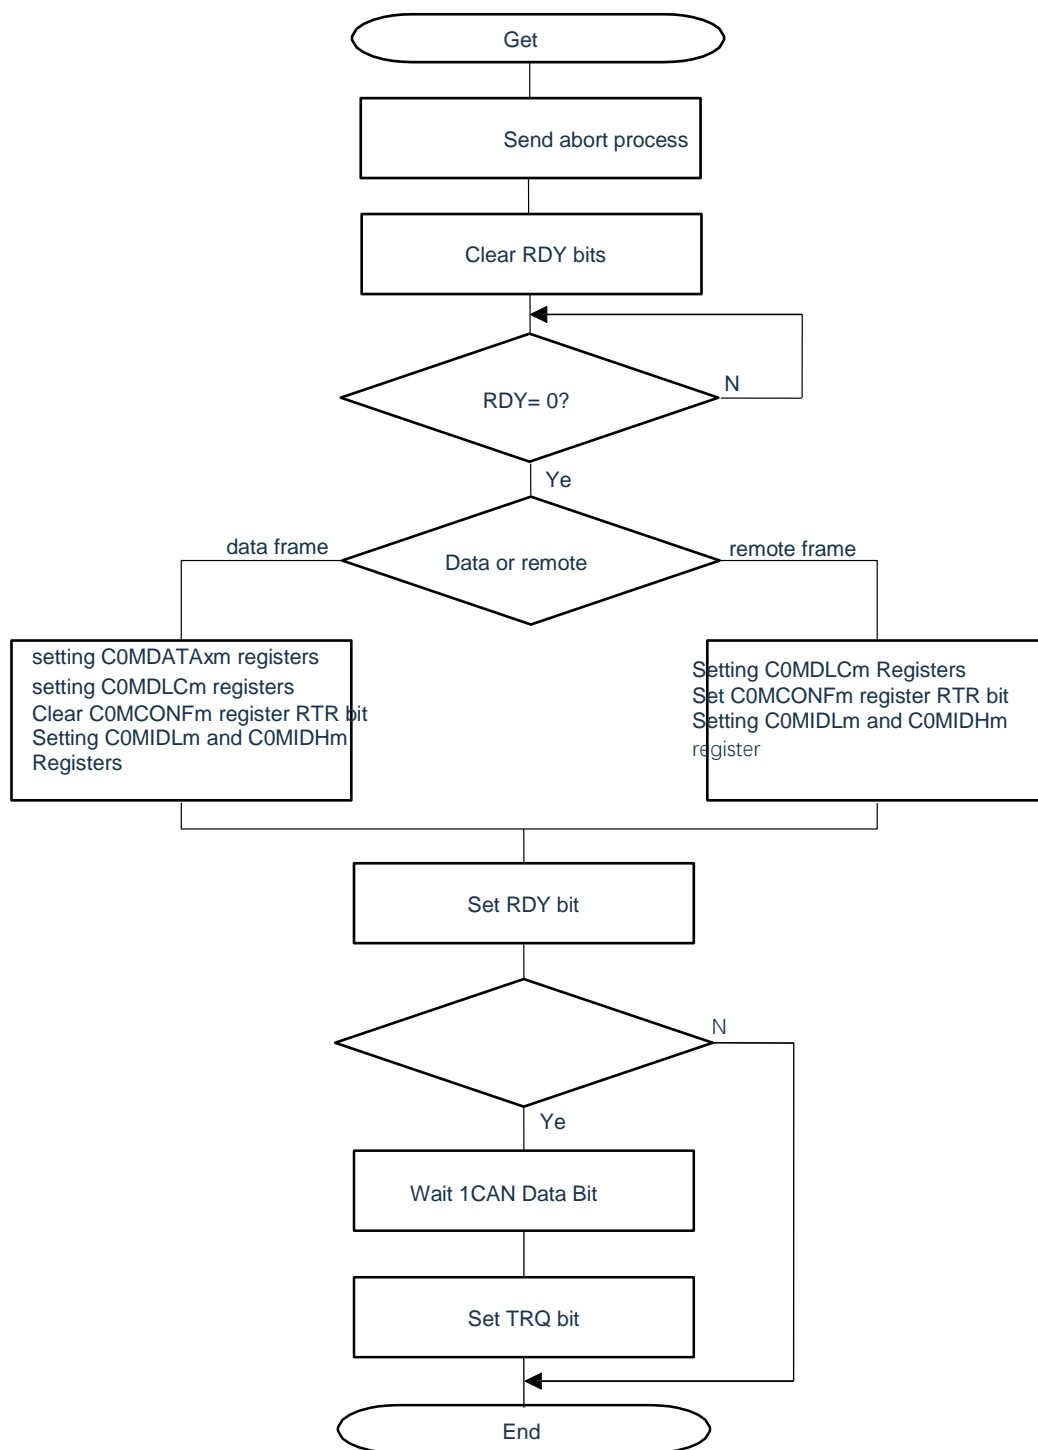 Get
Send abort process
Clear RDY bits
N
RDY= 0?
Ye
data frame
Data or remote
remote frame
setting C0MDATAxm registers
setting C0MDLCm registers
Clear C0MCONFm register RTR bit
Setting C0MIDLm and C0MIDHm
Registers
Setting C0MDLCm Registers
Set C0MCONFm register RTR bit
Setting C0MIDLm and C0MIDHm
register
Set RDY bit
N
Ye
Wait 1CAN Data Bit
Set TRQ bit
End